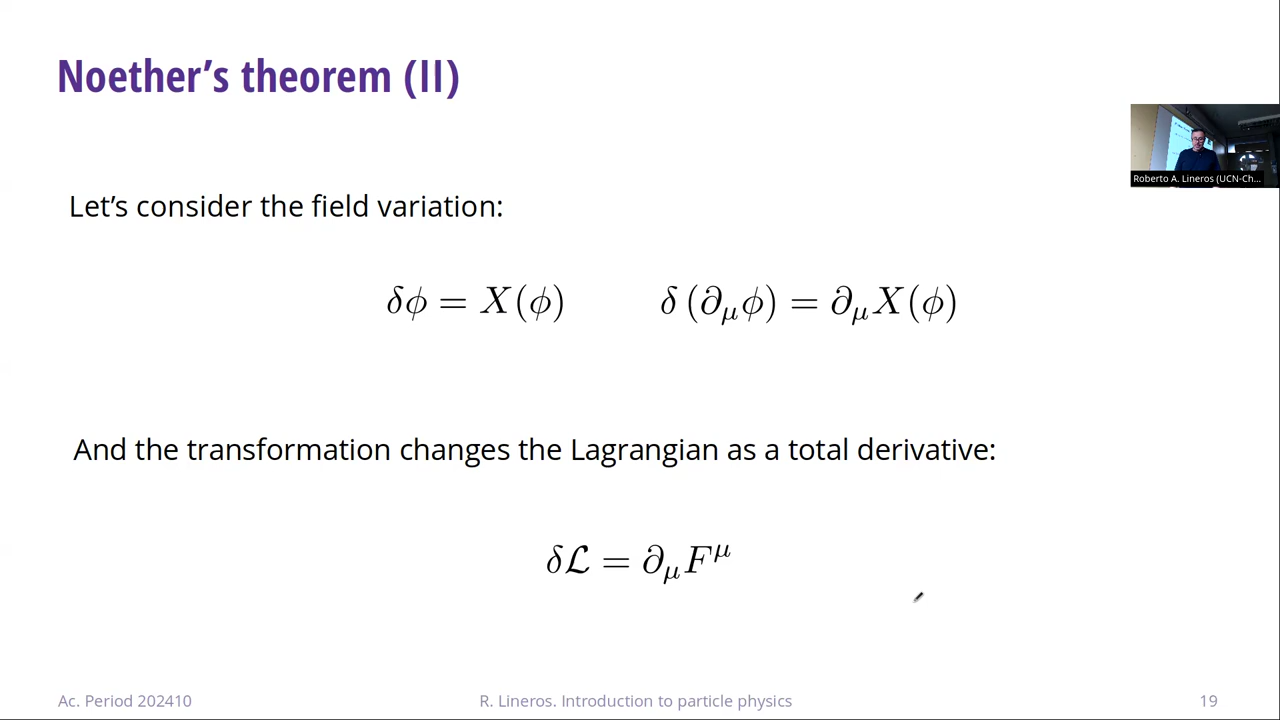 Noether’s theorem (II)
Roberto A. Lineros (UCN-Ch...
Let’s consider the field variation:
δϕ = X(ϕ) δ (∂_μϕ) = ∂_μX(ϕ)
And the transformation changes the Lagrangian as a total derivative:
δℒ = ∂_μF^μ
Ac. Period 202410 R. Lineros. Introduction to particle physics 19